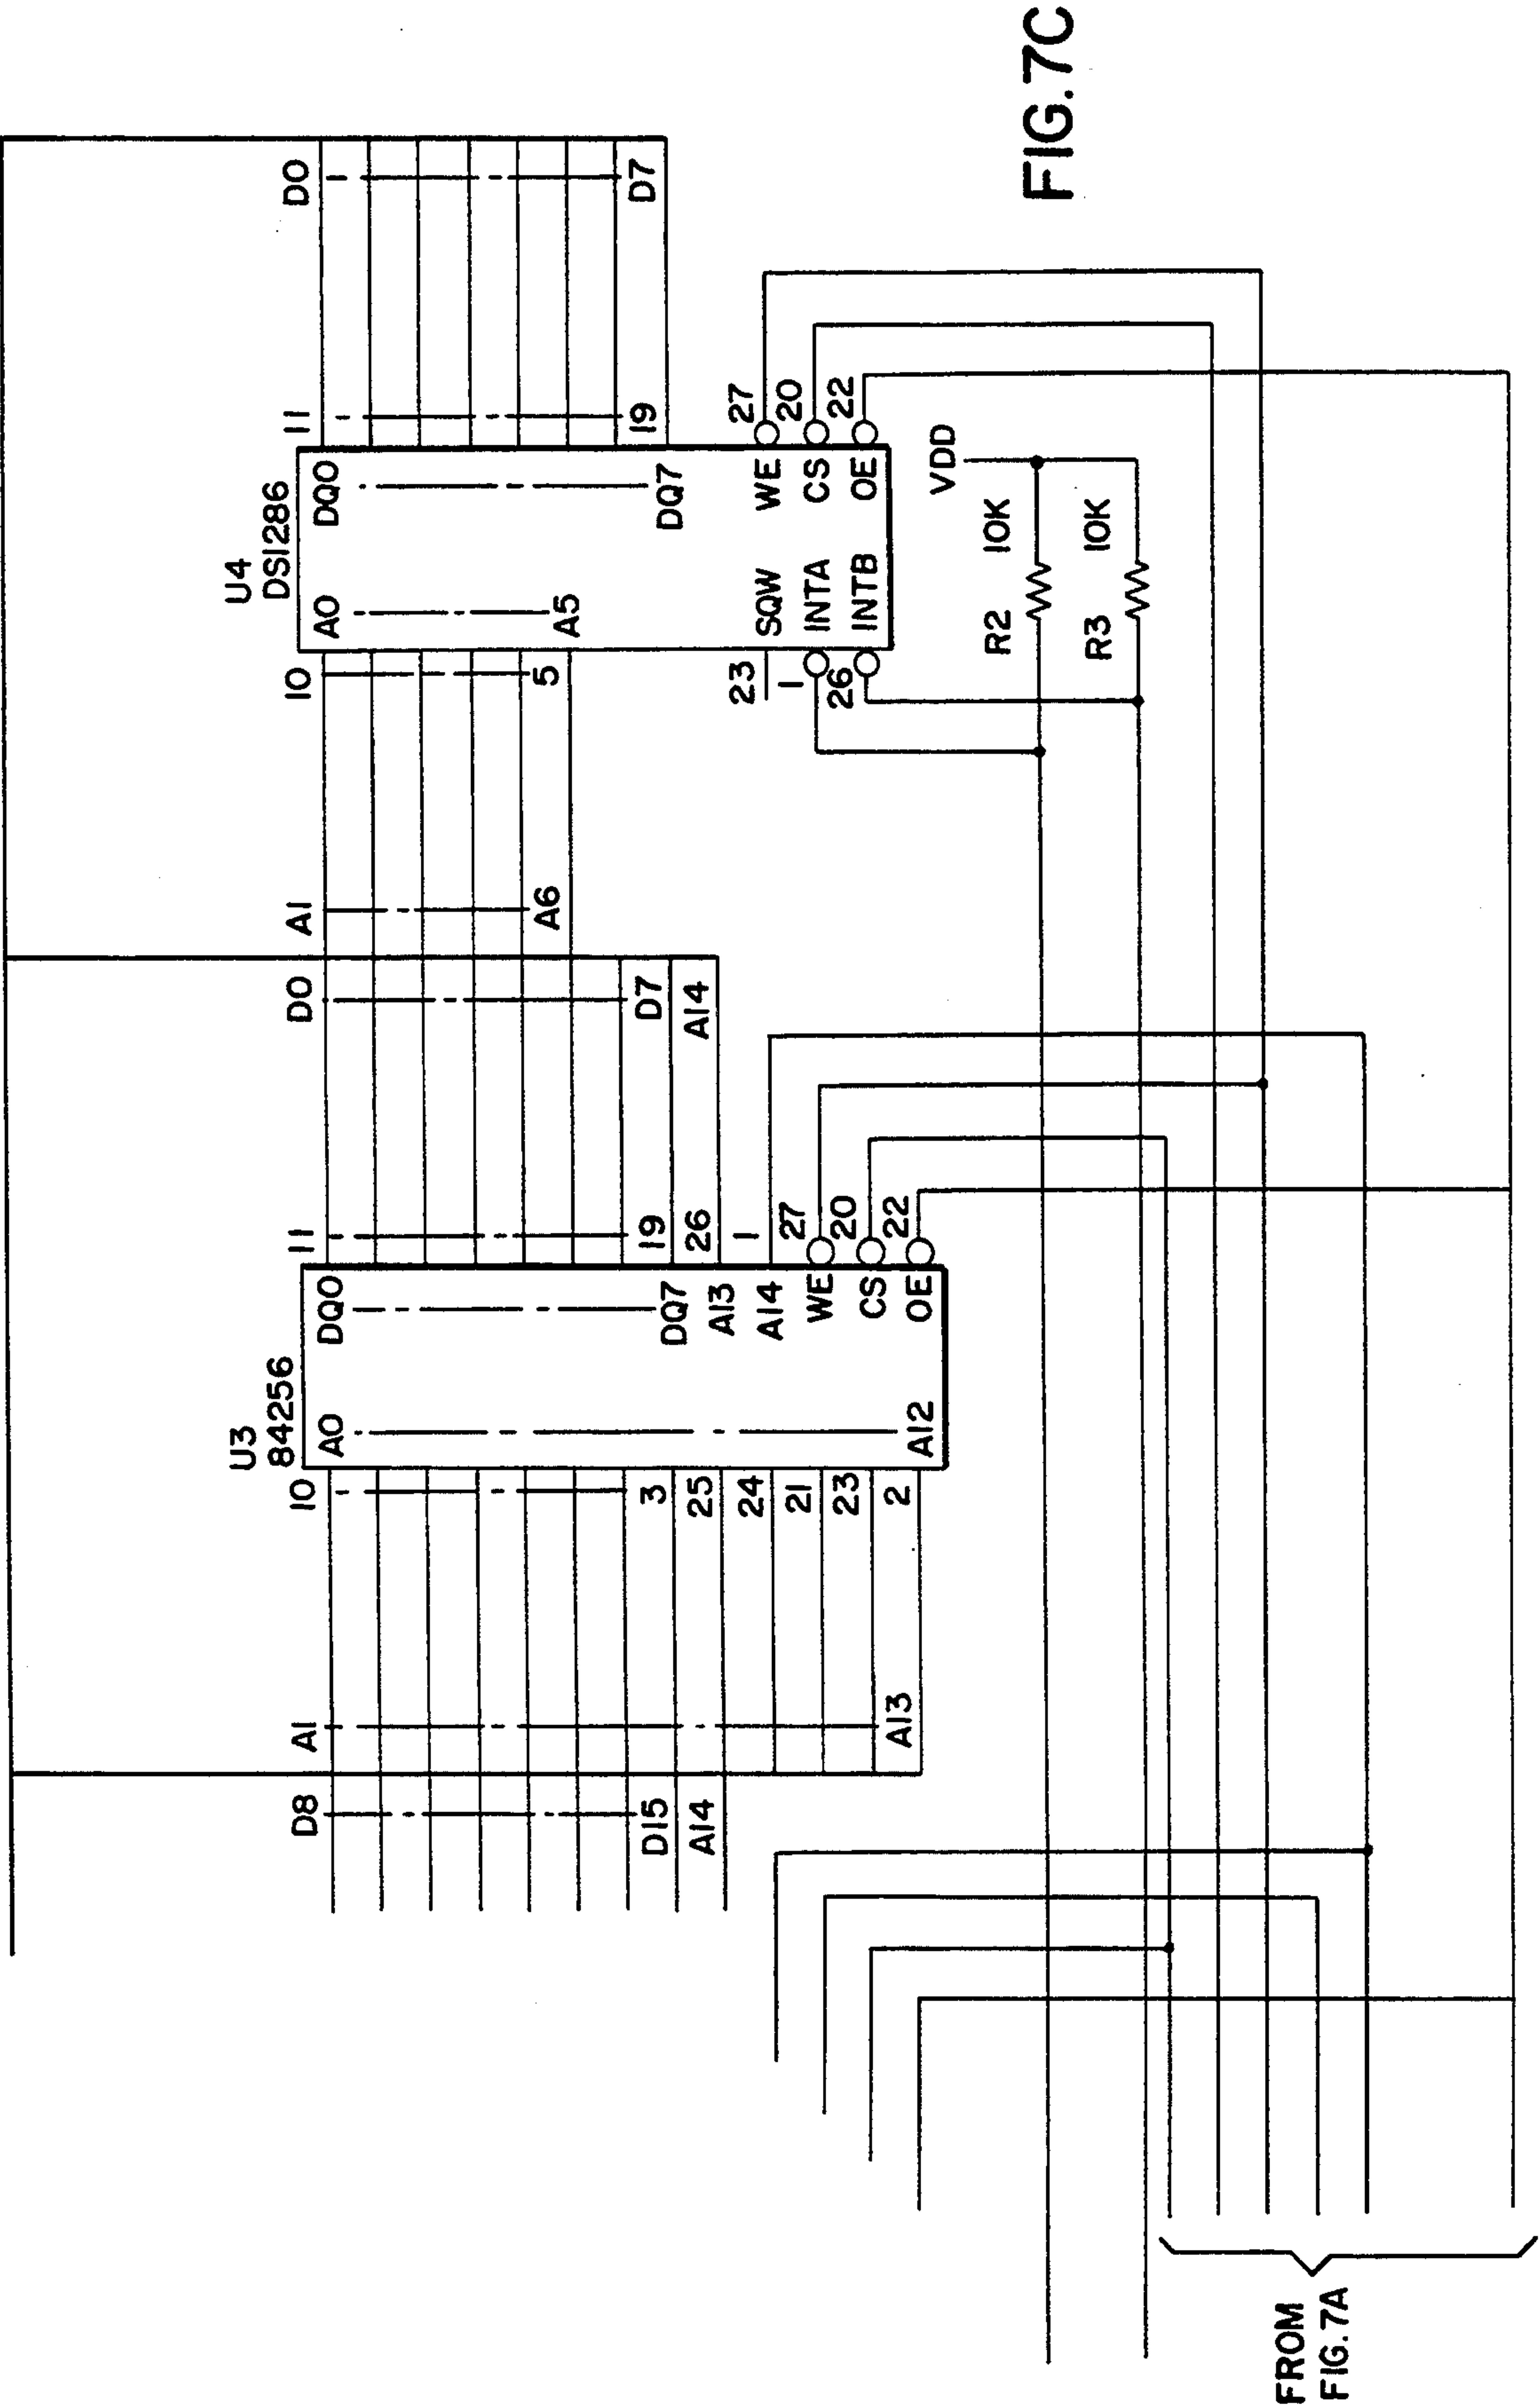 U3
84256
10
A0
DQ0
11
3
25
24
21
23
2
A12
DQ7
A13
A14
WE
CS
OE
19
26
1
27
20
22
D8
D15
A14
A1
A13
D0
D7
A14
U4
DS1286
A1
A6
10
5
A0
A5
DQ0
DQ7
11
19
D0
D7
23
1
26
SQW
INTA
INTB
WE
CS
OE
27
20
22
VDD
R2
10K
R3
10K
FROM
FIG. 7A
FIG. 7C